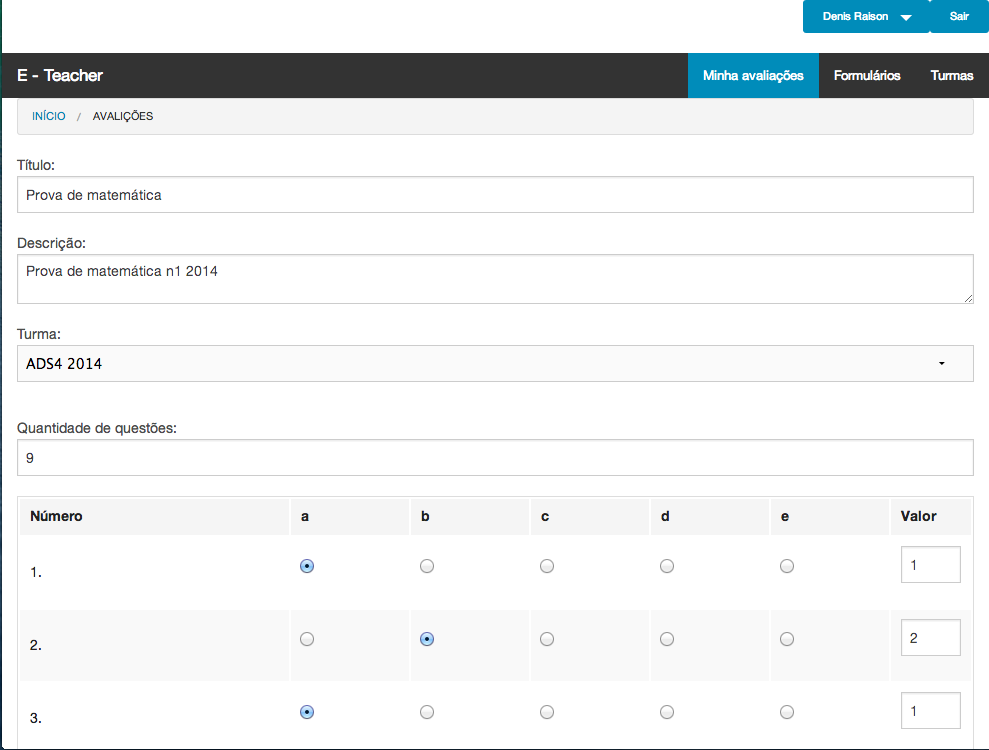 Denis Raison Sair
E - Teacher Minha avaliações Formulários Turmas
INÍCIO / AVALIÇÕES
Título:
Prova de matemática
Descrição:
Prova de matemática n1 2014
Turma:
ADS4 2014
Quantidade de questões:
9
Número a b c d e Valor
1. 1
2. 2
3. 1